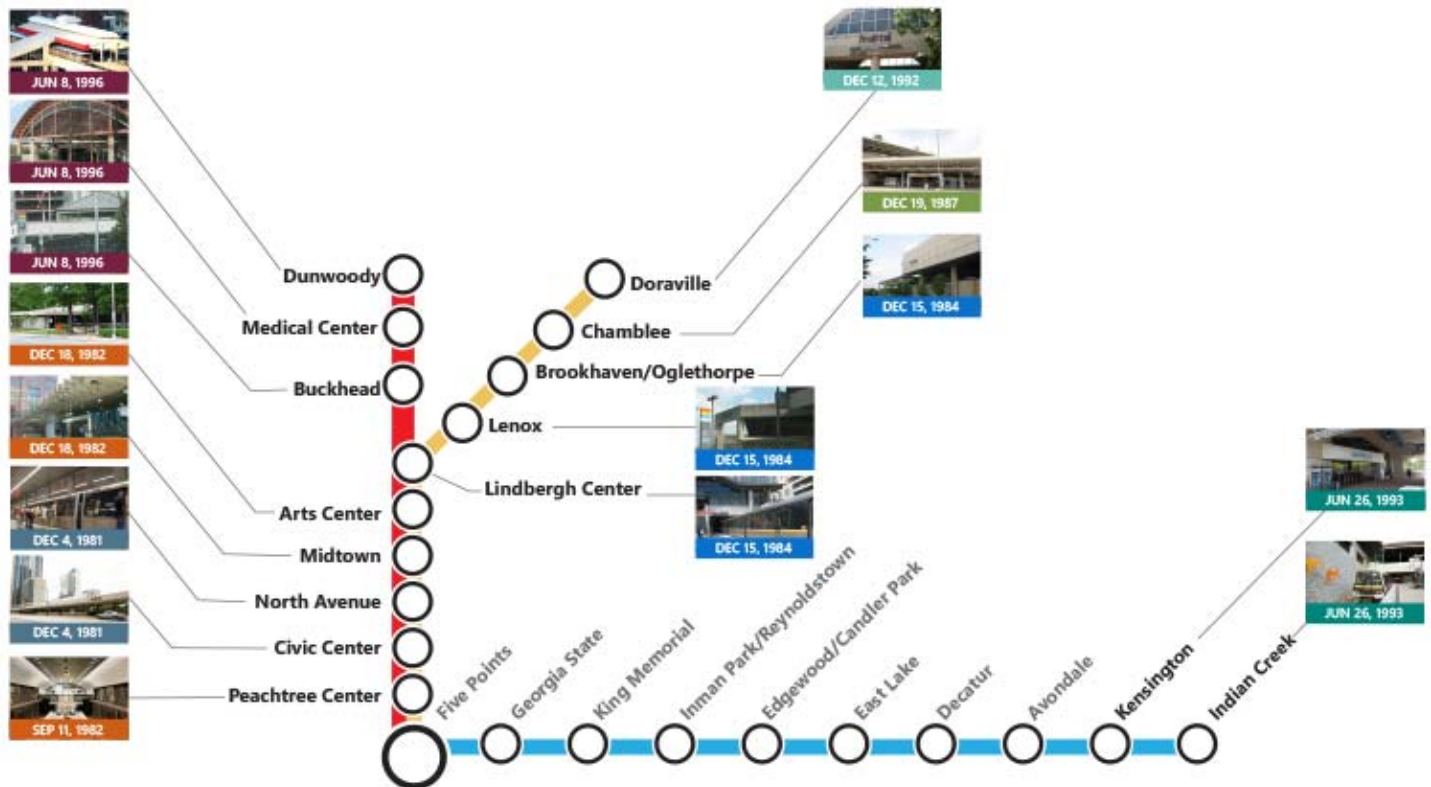 JUN 8, 1996
JUN 8, 1996
JUN 8, 1996
DEC 18, 1982
DEC 18, 1982
DEC 4, 1981
DEC 4, 1981
SEP 11, 1982
DEC 12, 1992
DEC 19, 1987
DEC 15, 1984
DEC 15, 1984
DEC 15, 1984
JUN 26, 1993
JUN 26, 1993
Dunwoody
Medical Center
Buckhead
Doraville
Chamblee
Brookhaven/Oglethorpe
Lenox
Lindbergh Center
Arts Center
Midtown
North Avenue
Civic Center
Peachtree Center
Five Points
Georgia State
King Memorial
Inman Park/Reynoldstown
Edgewood/Candler Park
East Lake
Decatur
Avondale
Kensington
Indian Creek